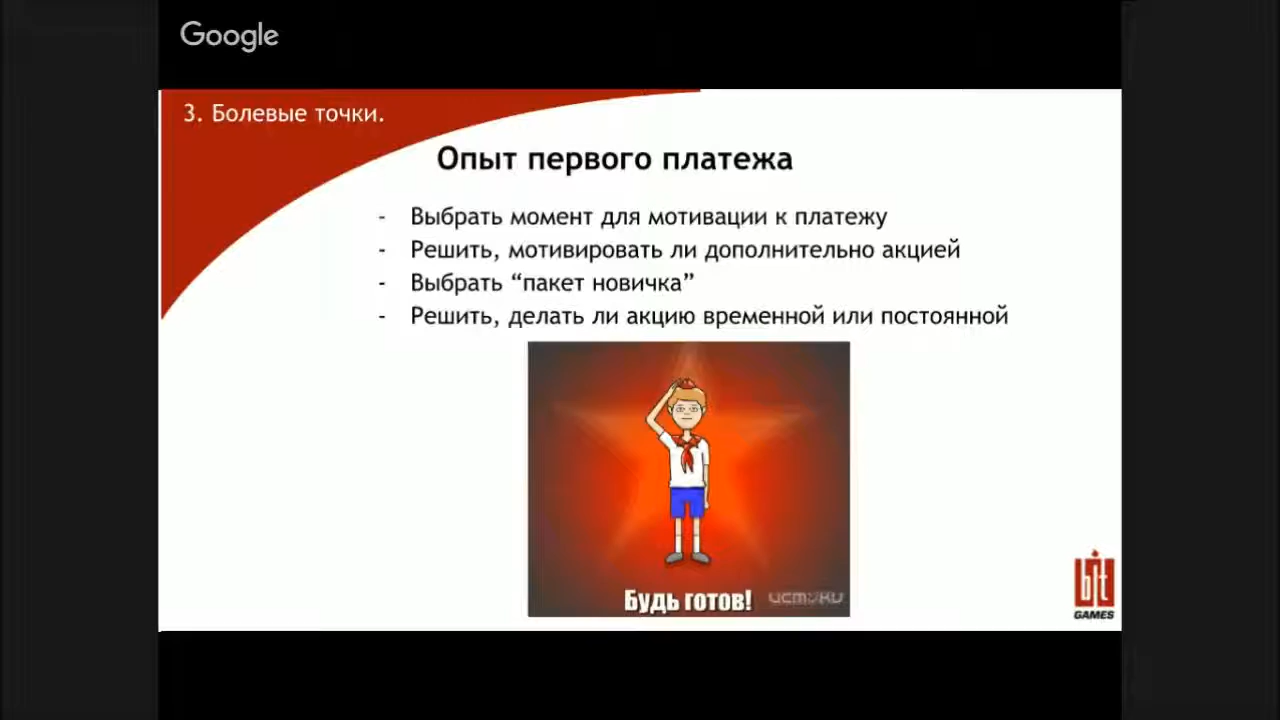 Google
3. Болевые точки.
Опыт первого платежа
- Выбрать момент для мотивации к платежу
- Решить, мотивировать ли дополнительно акцией
- Выбрать “пакет новичка”
- Решить, делать ли акцию временной или постоянной
Будь готов!
bit
GAMES